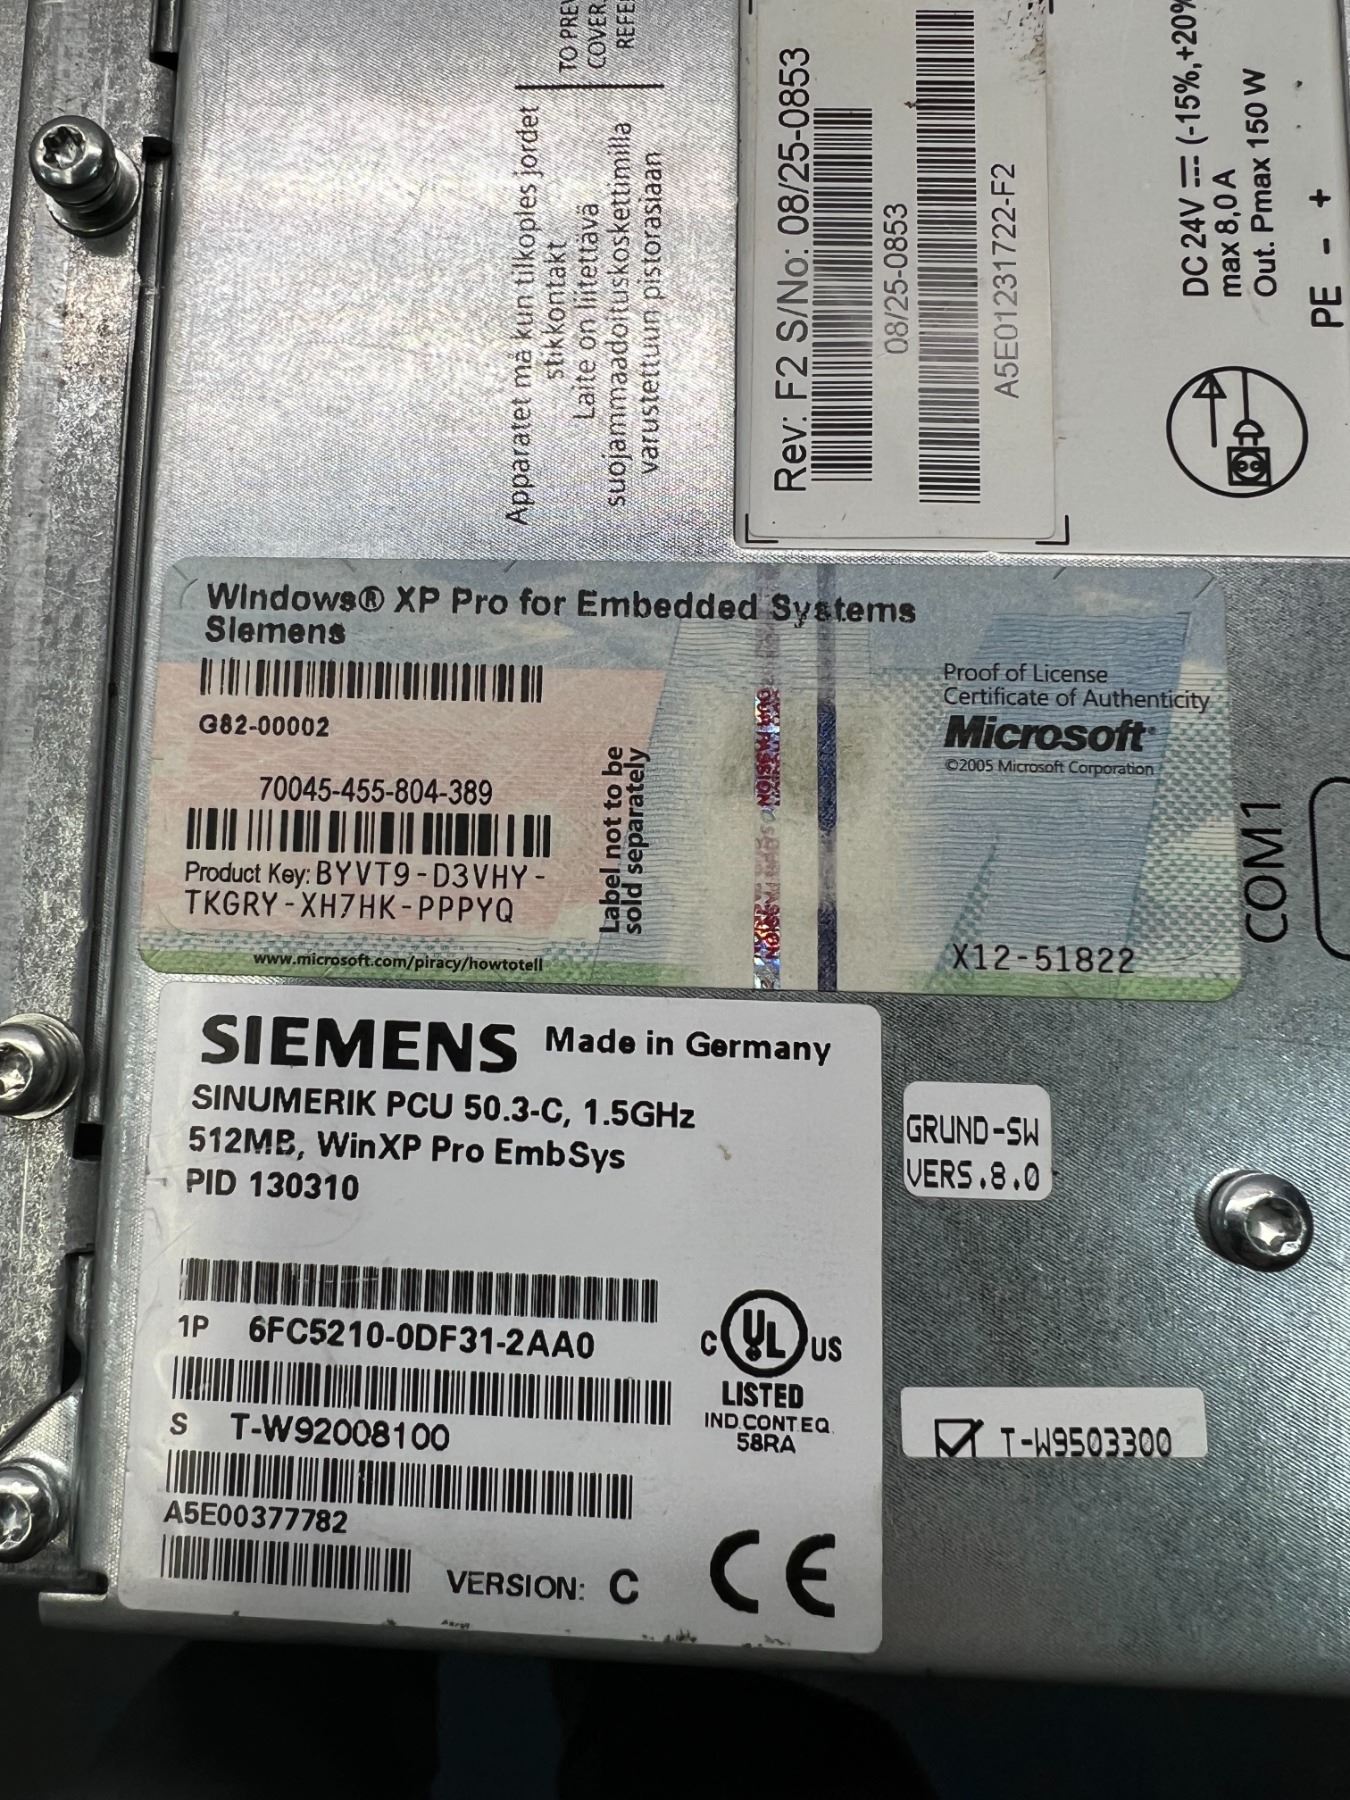 TO PREV
COVER
REFE
Apparatet må kun tilkoples jordet
stikkontakt
Laite on liitettävä
suojammaadoituskoskettimilla
varustettuun pistorasiaan
Rev: F2 S/No: 08/25-0853
08/25-0853
A5E01231722-F2
DC 24V (-15%,+20%
max 8,0 A
Out. Pmax 150 W
PE - +
Windows® XP Pro for Embedded Systems
Siemens
G82-00002
70045-455-804-389
Product Key: BYVT9-D3VHY-
TKGRY-XH7HK-PPPYQ
www.microsoft.com/piracy/howtotell
Label not to be
sold separately
OUR PASSION
Proof of License
Certificate of Authenticity
Microsoft®
©2005 Microsoft Corporation
X12-51822
COM1
SIEMENS Made in Germany
SINUMERIK PCU 50.3-C, 1.5GHz
512MB, WinXP Pro EmbSys
PID 130310
1P 6FC5210-0DF31-2AA0
S T-W92008100
A5E00377782
VERSION: C
C UL US
LISTED
IND.CONT.EQ.
58RA
CE
GRUND-SW
VERS.8.0
T-W9503300